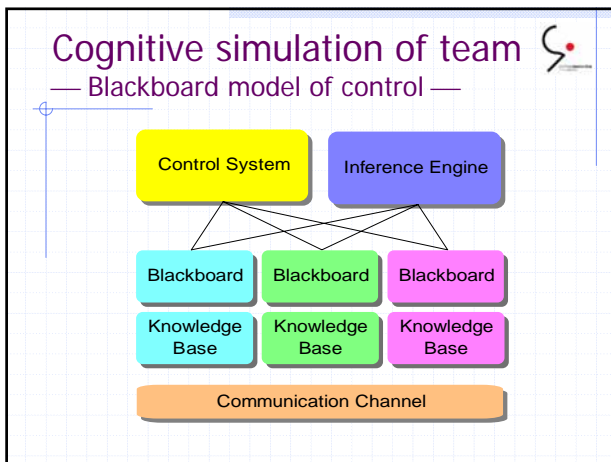 Cognitive simulation of team
— Blackboard model of control —
Control System
Inference Engine
Blackboard
Blackboard
Blackboard
Knowledge
Base
Knowledge
Base
Knowledge
Base
Communication Channel